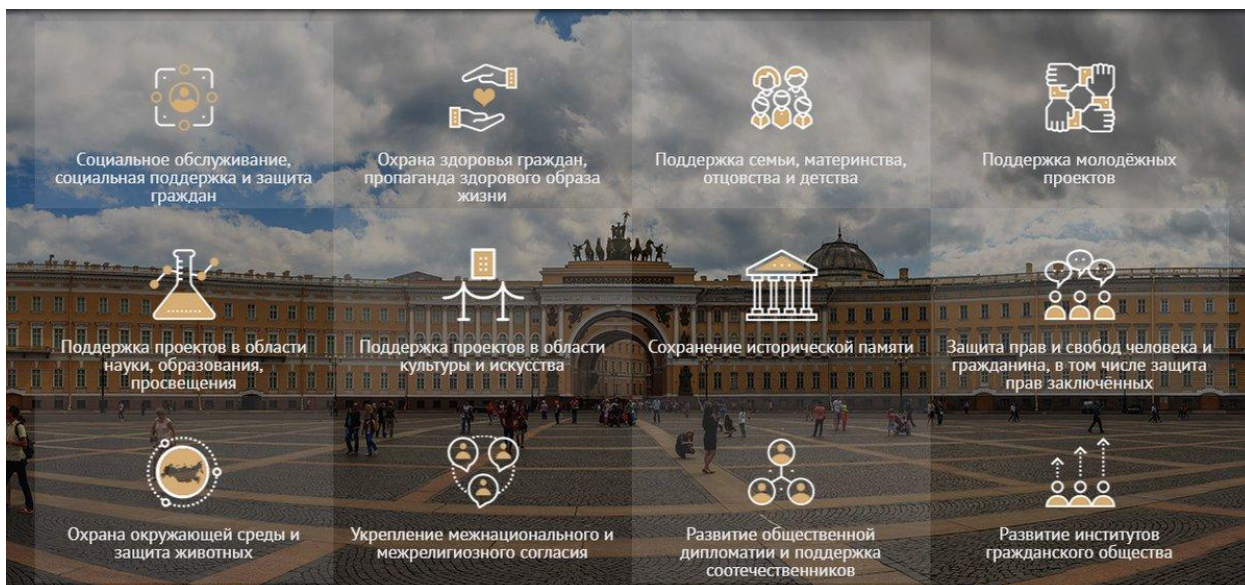 Социальное обслуживание,
социальная поддержка и защита
граждан
Охрана здоровья граждан,
пропаганда здорового образа
жизни
Поддержка семьи, материнства,
отцовства и детства
Поддержка молодёжных
проектов
Поддержка проектов в области
науки, образования,
просвещения
Поддержка проектов в области
культуры и искусства
Сохранение исторической памяти
Защита прав и свобод человека и
гражданина, в том числе защита
прав заключённых
Охрана окружающей среды и
защита животных
Укрепление межнационального и
межрелигиозного согласия
Развитие общественной
дипломатии и поддержка
соотечественников
Развитие институтов
гражданского общества